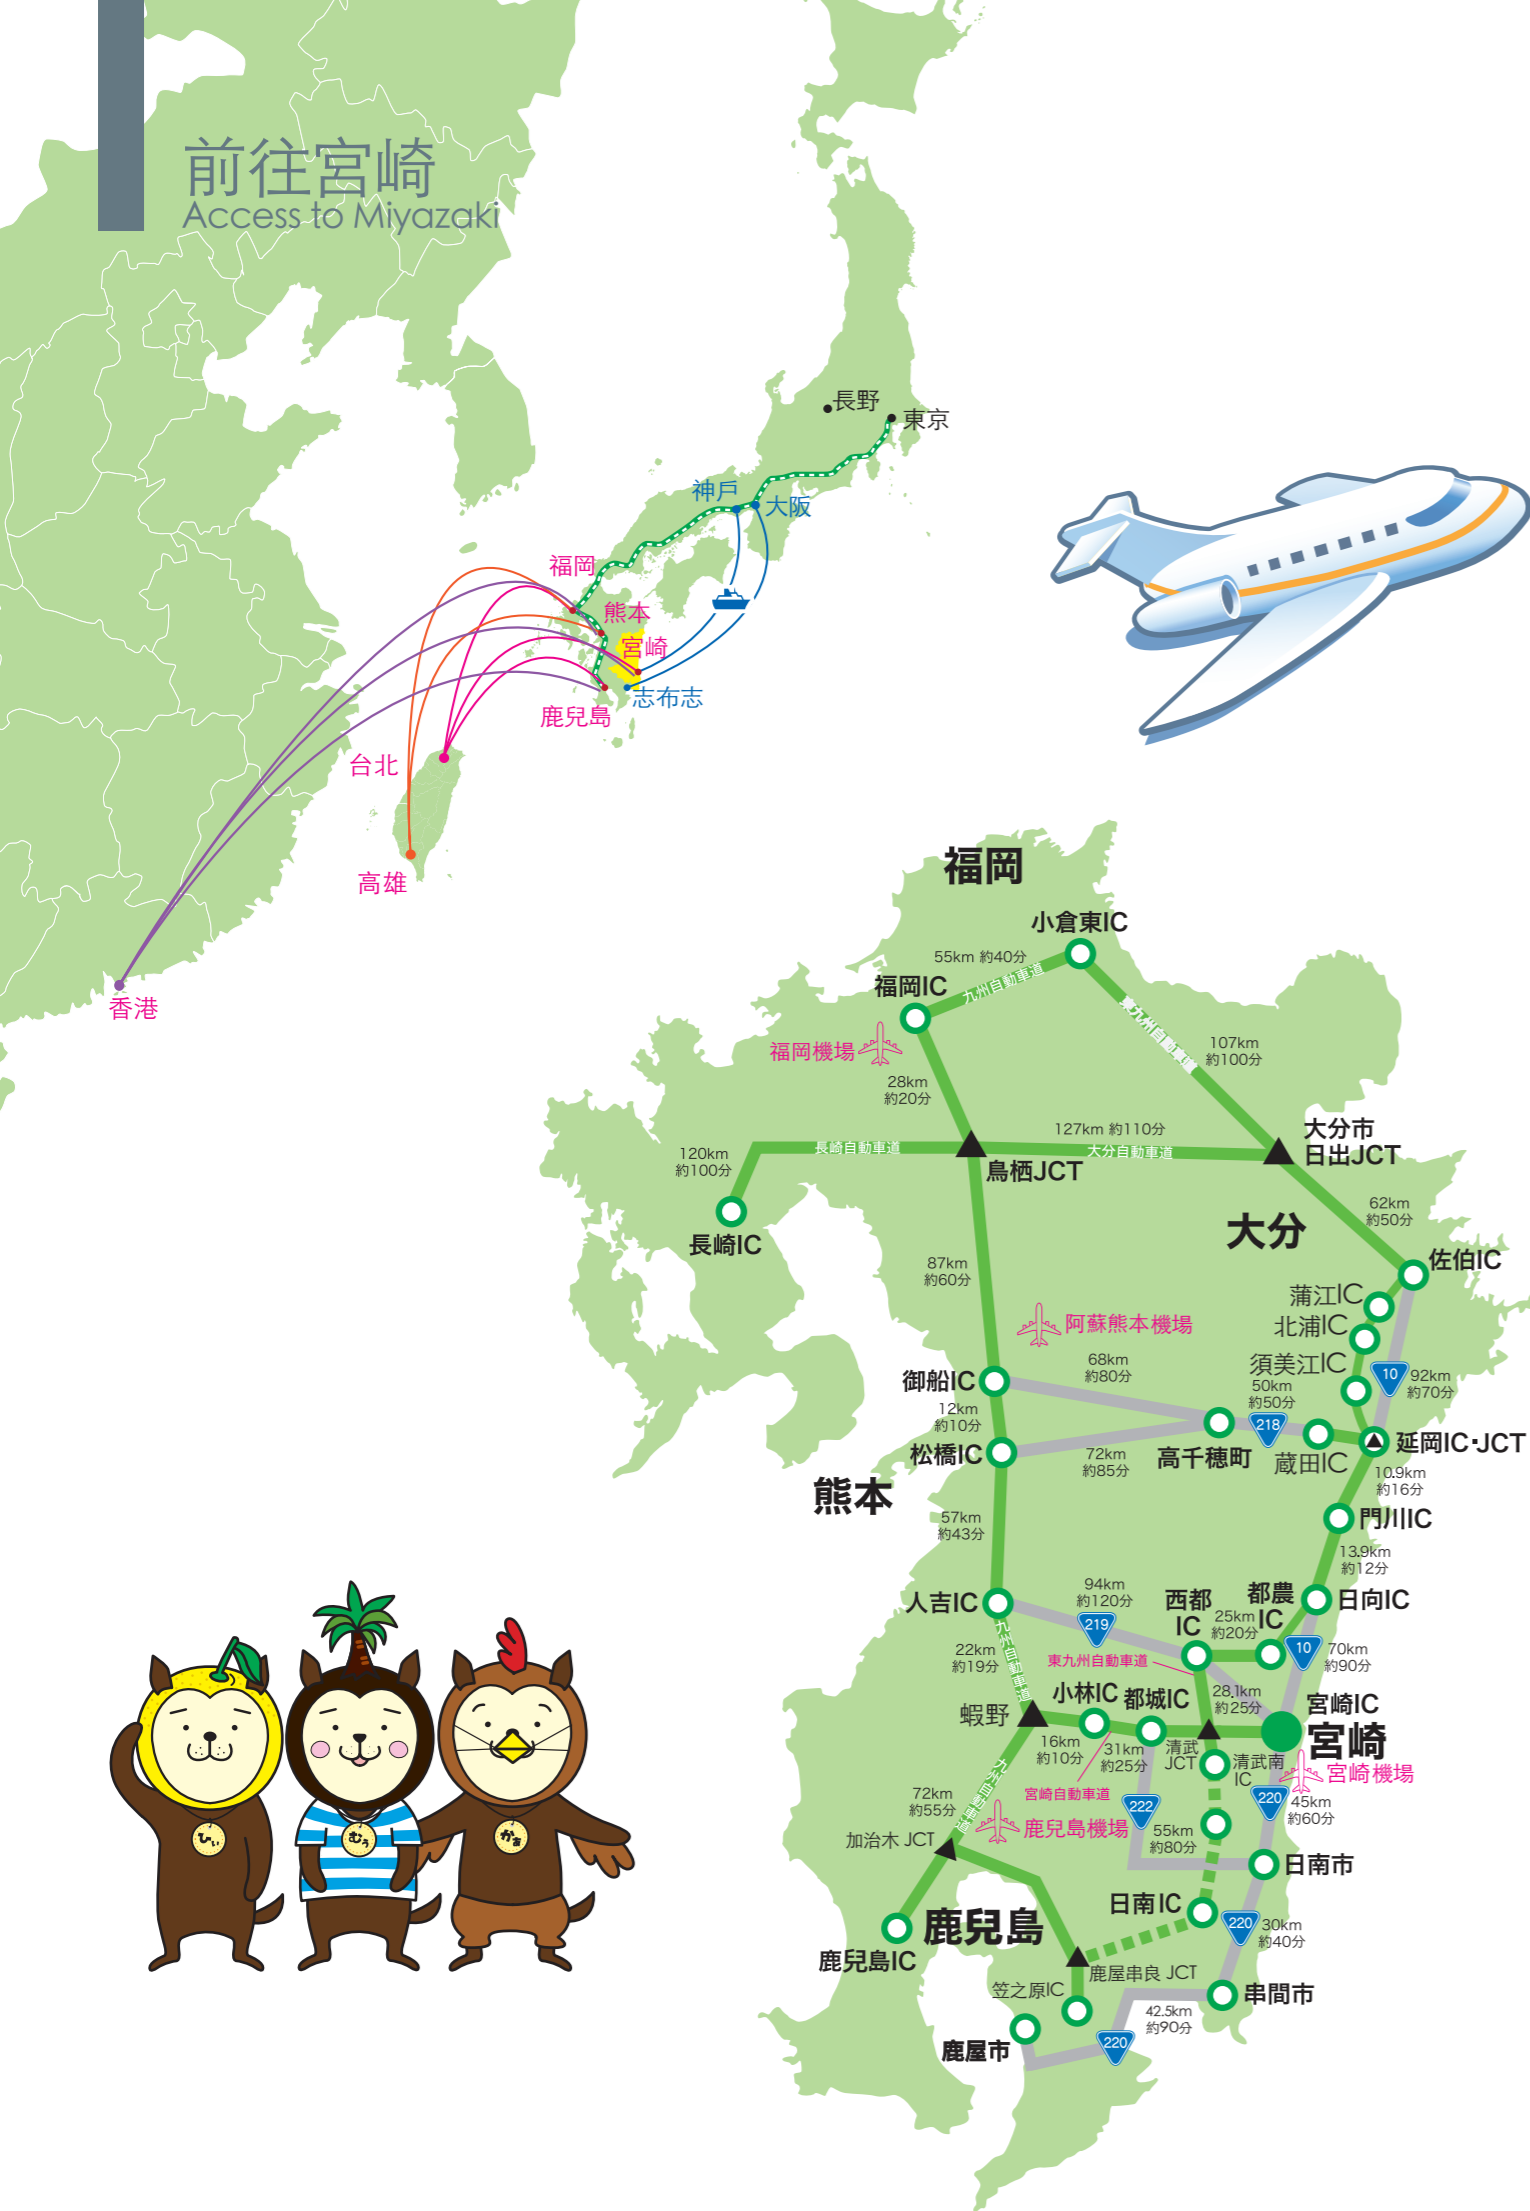 前往宮崎
Access to Miyazaki
長野
東京
神戶
大阪
福岡
熊本
宮崎
志布志
鹿兒島
台北
高雄
香港
福岡
小倉東IC
55km 約40分
九州自動車道
福岡IC
東九州自動車道
福岡機場
107km
約100分
28km
約20分
127km 約110分
大分市
日出JCT
120km
約100分
長崎自動車道
大分自動車道
鳥栖JCT
62km
約50分
大分
長崎IC
佐伯IC
87km
約60分
蒲江IC
阿蘇熊本機場
北浦IC
須美江IC
68km
約80分
御船IC
10
92km
約70分
50km
約50分
12km
約10分
218
松橋IC
72km
約85分
高千穂町
蔵田IC
延岡IC・JCT
熊本
10.9km
約16分
57km
約43分
門川IC
13.9km
約12分
94km
約120分
人吉IC
西都
IC
都農
IC
日向IC
25km
約20分
219
九州自動車道
22km
約19分
東九州自動車道
10
70km
約90分
小林IC
都城IC
28.1km
約25分
宮崎IC
宮崎
蝦野
16km
約10分
31km
約25分
清武
JCT
清武南
IC
宮崎機場
宮崎自動車道
九州自動車道
72km
約55分
222
220
45km
約60分
鹿兒島機場
加治木 JCT
55km
約80分
日南市
日南IC
鹿兒島
220
30km
約40分
鹿兒島IC
鹿屋串良 JCT
笠之原IC
串間市
42.5km
約90分
鹿屋市
220
ひぃ
むぅ
かぁ